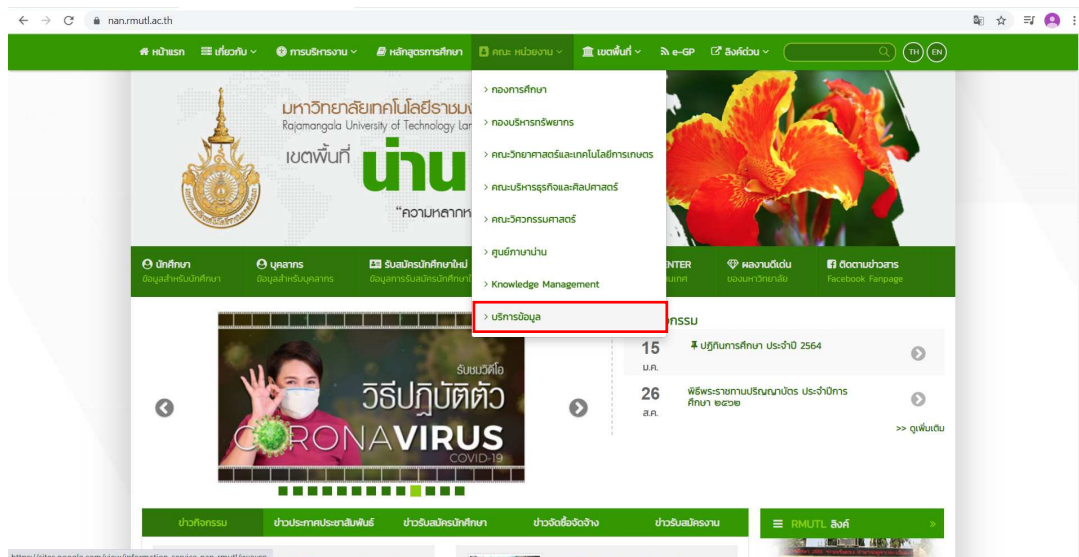 nan.rmutl.ac.th
หน้าแรก เกี่ยวกับ การบริหารงาน หลักสูตรการศึกษา คณะ หน่วยงาน เขตพื้นที่ e-GP ลิงค์ด่วน TH EN
> กองการศึกษา
> กองบริหารทรัพยากร
> คณะวิทยาศาสตร์และเทคโนโลยีการเกษตร
> คณะบริหารธุรกิจและศิลปศาสตร์
> คณะวิศวกรรมศาสตร์
> ศูนย์ภาษาน่าน
> Knowledge Management
> บริการข้อมูล
มหาวิทยาลัยเทคโนโลยีราชมง
Rajamangala University of Technology Lar
เขตพื้นที่ น่าน
“ความหลากห
นักศึกษา บุคลากร รับสมัครนักศึกษาใหม่ NTER ผลงานดีเด่น ติดตามข่าวสาร
ข้อมูลสำหรับนักศึกษา ข้อมูลสำหรับบุคลากร ข้อมูลการรับสมัครนักศึกษาใ ของมหาวิทยาลัย Facebook Fanpage
กรรม
รับชมวิดีโอ
วิธีปฏิบัติตัว
CORONAVIRUS
COVID-19
15 ปฏิทินการศึกษา ประจำปี 2564
ม.ค.
26 พิธีพระราชทานปริญญาบัตร ประจำปีการ
ศึกษา ๒๕๖๒
ส.ค.
>> ดูเพิ่มเติม
ข่าวกิจกรรม ข่าวประกาศประชาสัมพันธ์ ข่าวรับสมัครนักศึกษา ข่าวจัดซื้อจัดจ้าง ข่าวรับสมัครงาน RMUTL ลิงค์ »